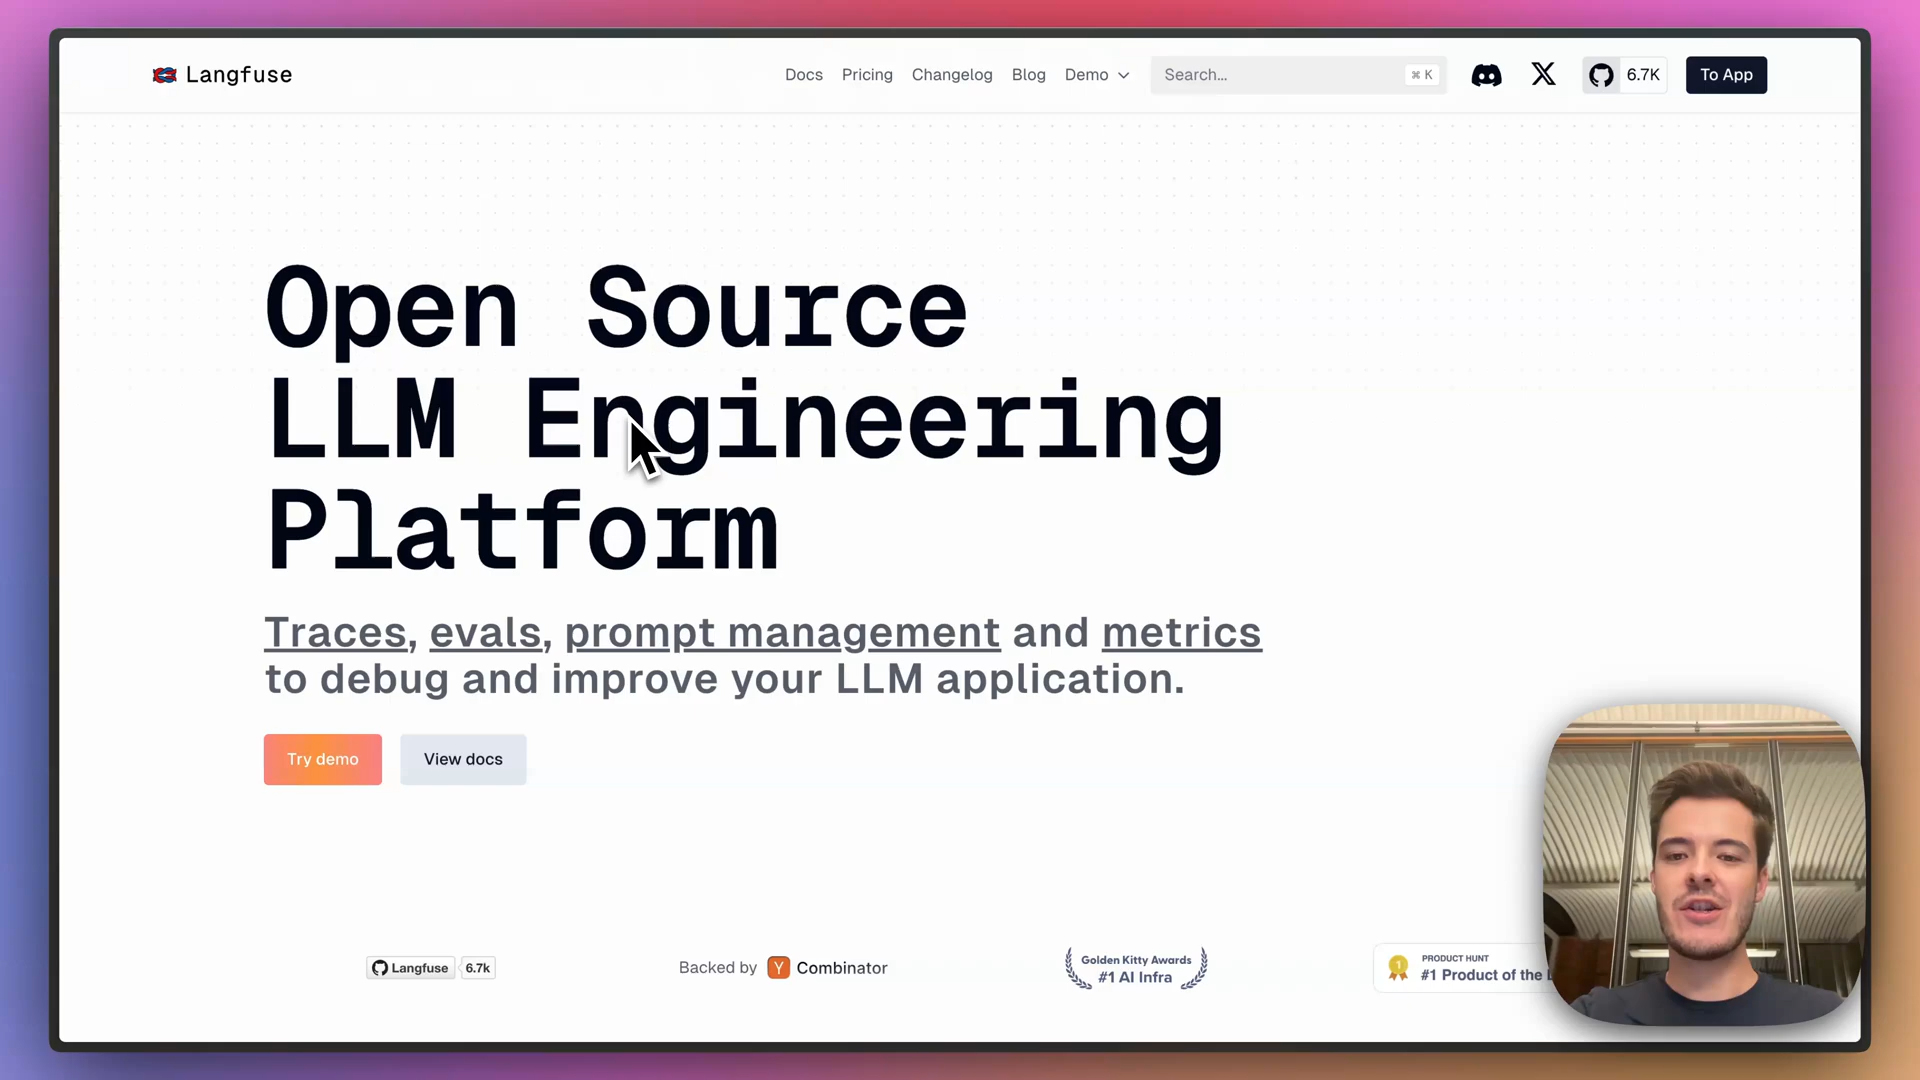 Langfuse
Docs
Pricing
Changelog
Blog
Demo
Search...
⌘ K
6.7K
To App
Open Source
LLM Engineering
Platform
Traces, evals, prompt management and metrics
to debug and improve your LLM application.
Try demo
View docs
Langfuse
6.7k
Backed by
Y
Combinator
Golden Kitty Awards
#1 AI Infra
1
PRODUCT HUNT
#1 Product of the